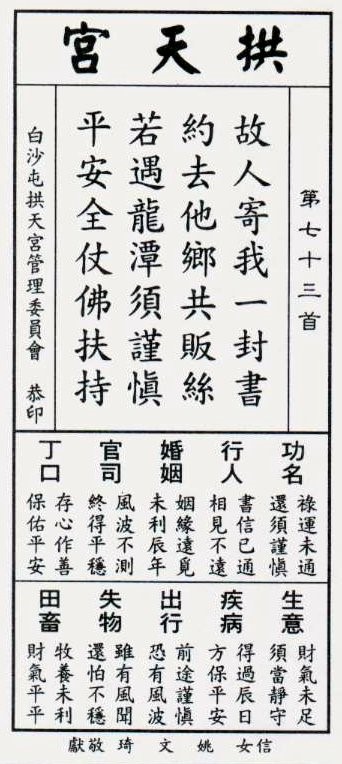 拱天宮
第七十三首
故人寄我一封書
約去他鄉共販絲
若遇龍潭須謹慎
平安全仗佛扶持
白沙屯拱天宮管理委員會 恭印
功名
祿運未通
還須謹慎
行人
書信已通
相見不遠
婚姻
姻緣遠覓
未利辰年
官司
風波不測
終得平穩
丁口
存心作善
保佑平安
生意
財氣未足
須當靜守
疾病
得過辰日
方保平安
出行
前途謹慎
恐有風波
失物
雖有風聞
還怕不穩
田畜
牧養未利
財氣平平
信女 姚文琦 敬獻